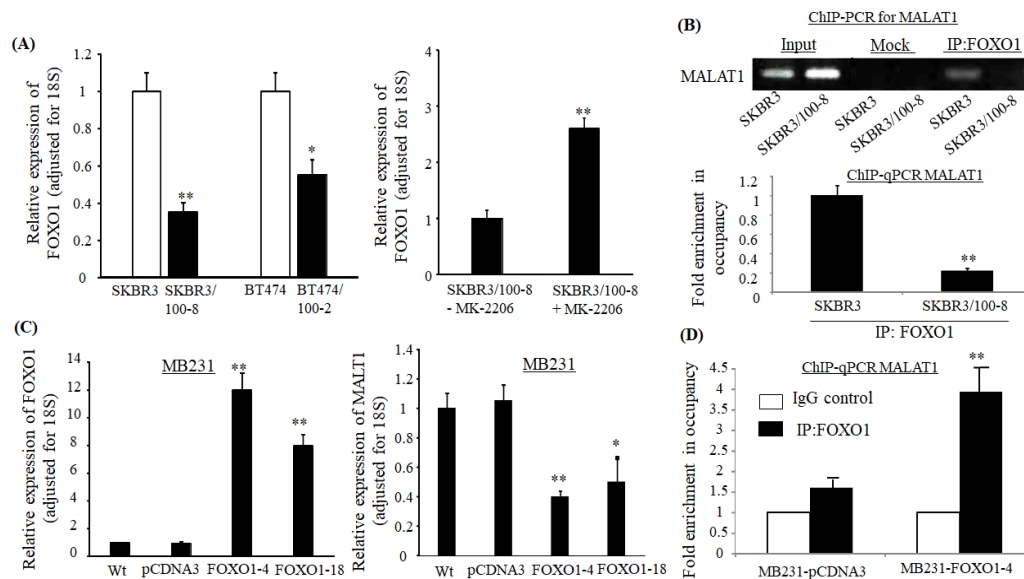 (A)
Relative expression of
FOXO1 (adjusted for 18S)
1.2
1
0.8
0.6
0.4
0.2
0
**
*
SKBR3 SKBR3/ BT474 BT474/
100-8 100-2
Relative expression of
FOXO1 (adjusted for 18S)
4
3
2
1
0
**
SKBR3/100-8 SKBR3/100-8
- MK-2206 + MK-2206
(B)
ChIP-PCR for MALAT1
Input Mock IP:FOXO1
MALAT1
SKBR3
SKBR3/100-8
SKBR3
SKBR3/100-8
SKBR3
SKBR3/100-8
ChIP-qPCR MALAT1
Fold enrichment in
occupancy
1.2
1
0.8
0.6
0.4
0.2
0
**
SKBR3 SKBR3/100-8
IP: FOXO1
(C)
MB231
Relative expression of FOXO1
(adjusted for 18S)
14
12
10
8
6
4
2
0
**
**
Wt pCDNA3 FOXO1-4 FOXO1-18
MB231
Relative expression of MALT1
(adjusted for 18S)
1.4
1.2
1
0.8
0.6
0.4
0.2
0
**
*
Wt pCDNA3 FOXO1-4 FOXO1-18
(D)
ChIP-qPCR MALAT1
IgG control
IP:FOXO1
Fold enrichment in occupancy
4.5
4
3.5
3
2.5
2
1.5
1
0
**
MB231-pCDNA3 MB231-FOXO1-4